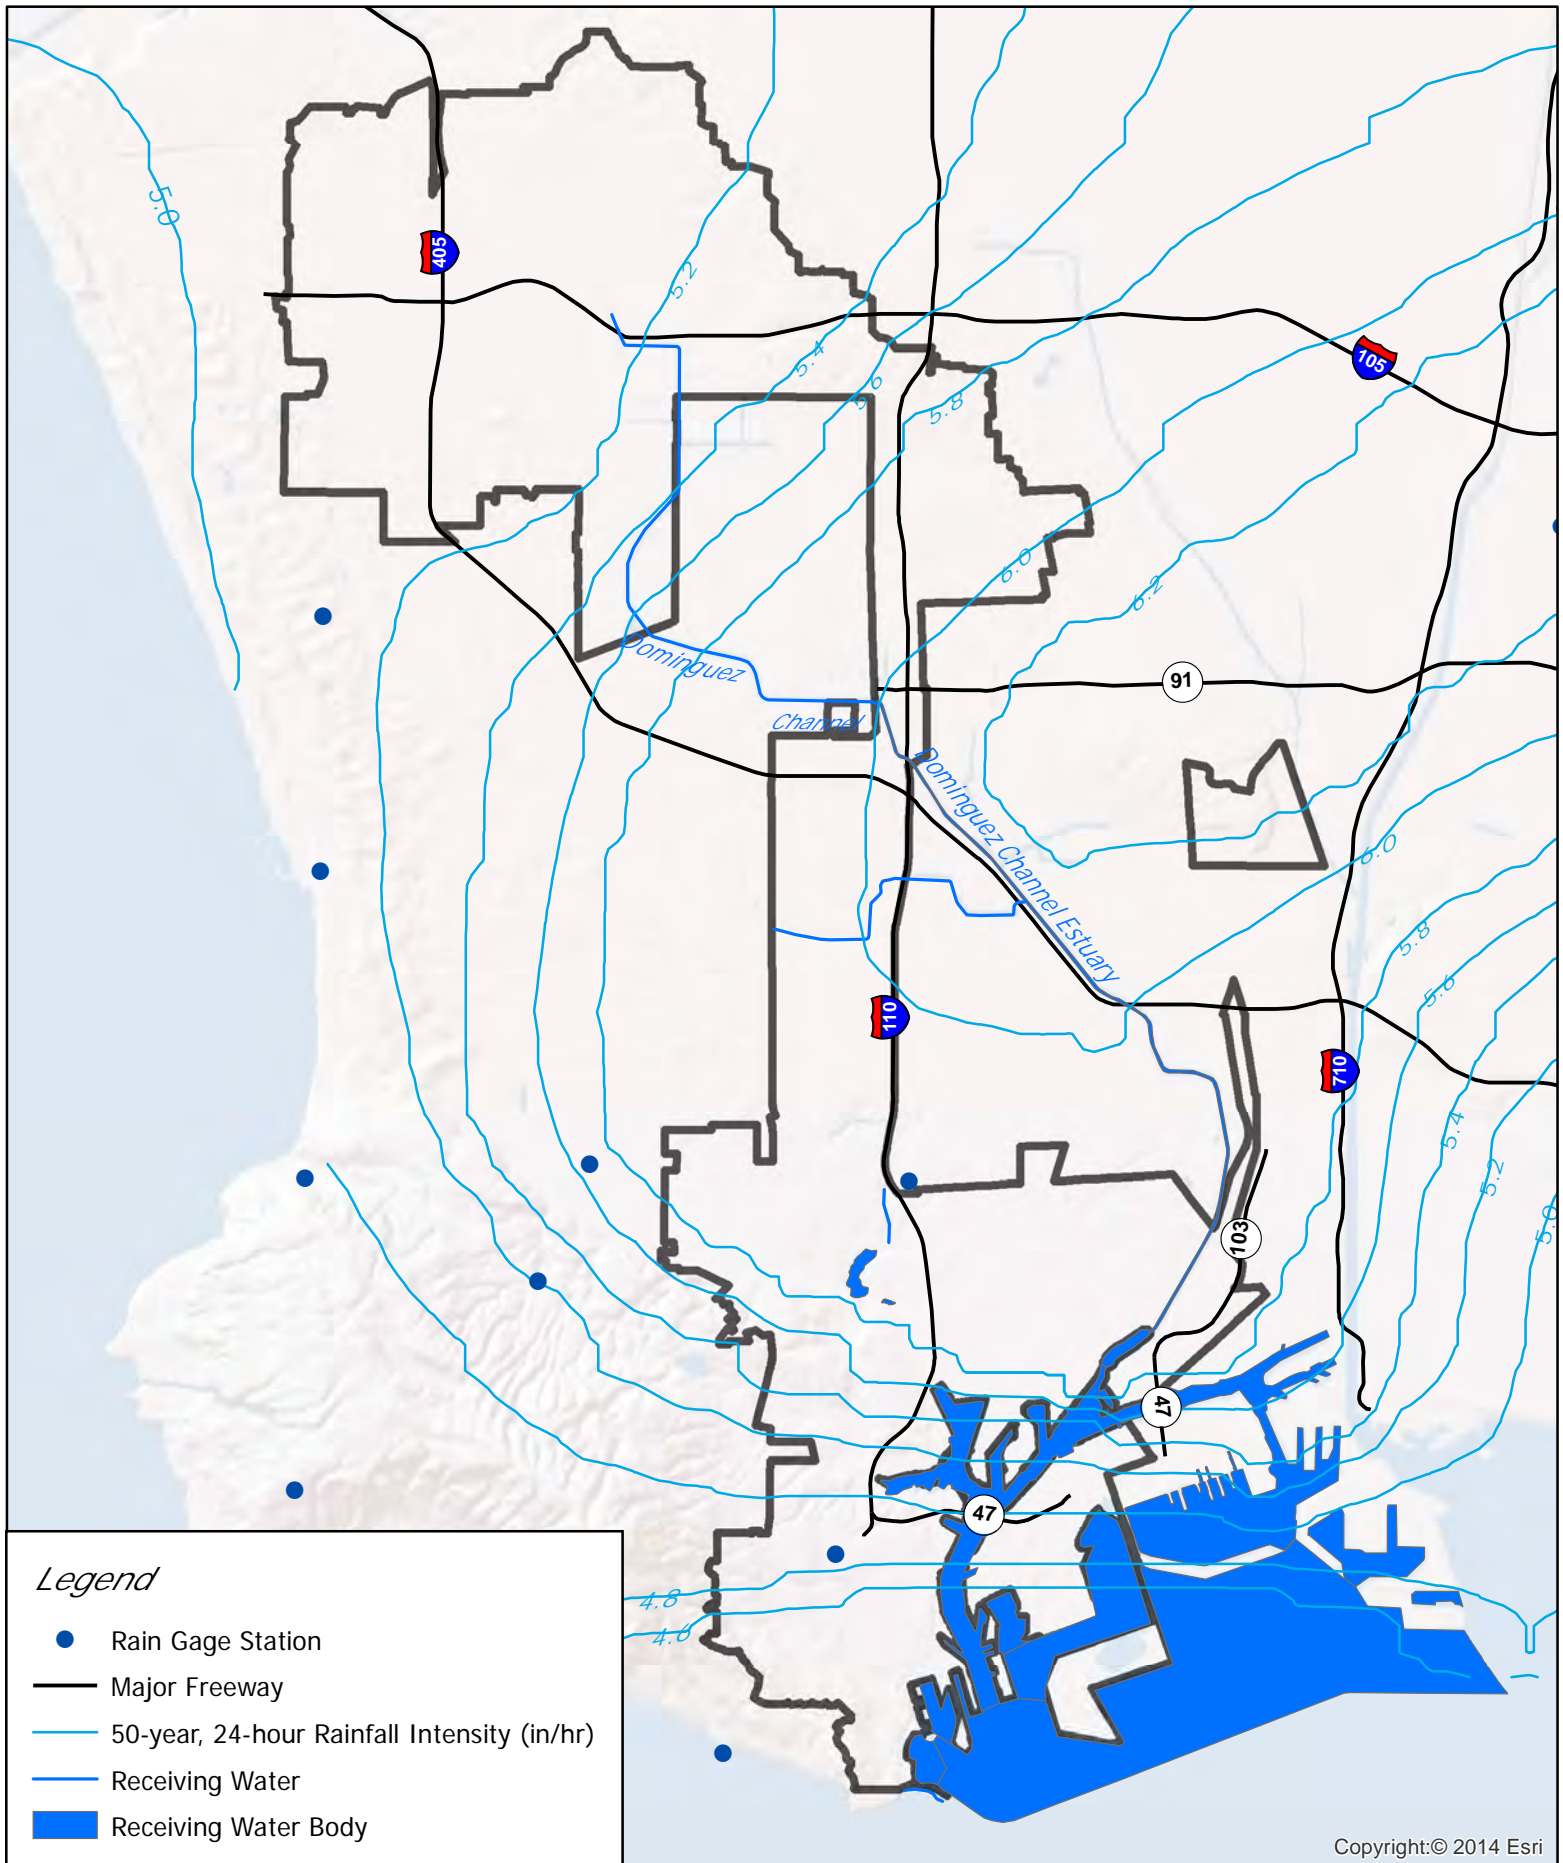 5.0
405
5.2
5.4
5.6
5.8
105
6.0
6.2
91
Dominguez
Channel
Dominguez Channel Estuary
6.0
5.8
5.6
110
710
5.4
5.2
5.0
103
47
47
4.8
4.6
Legend
Rain Gage Station
Major Freeway
50-year, 24-hour Rainfall Intensity (in/hr)
Receiving Water
Receiving Water Body
Copyright:© 2014 Esri